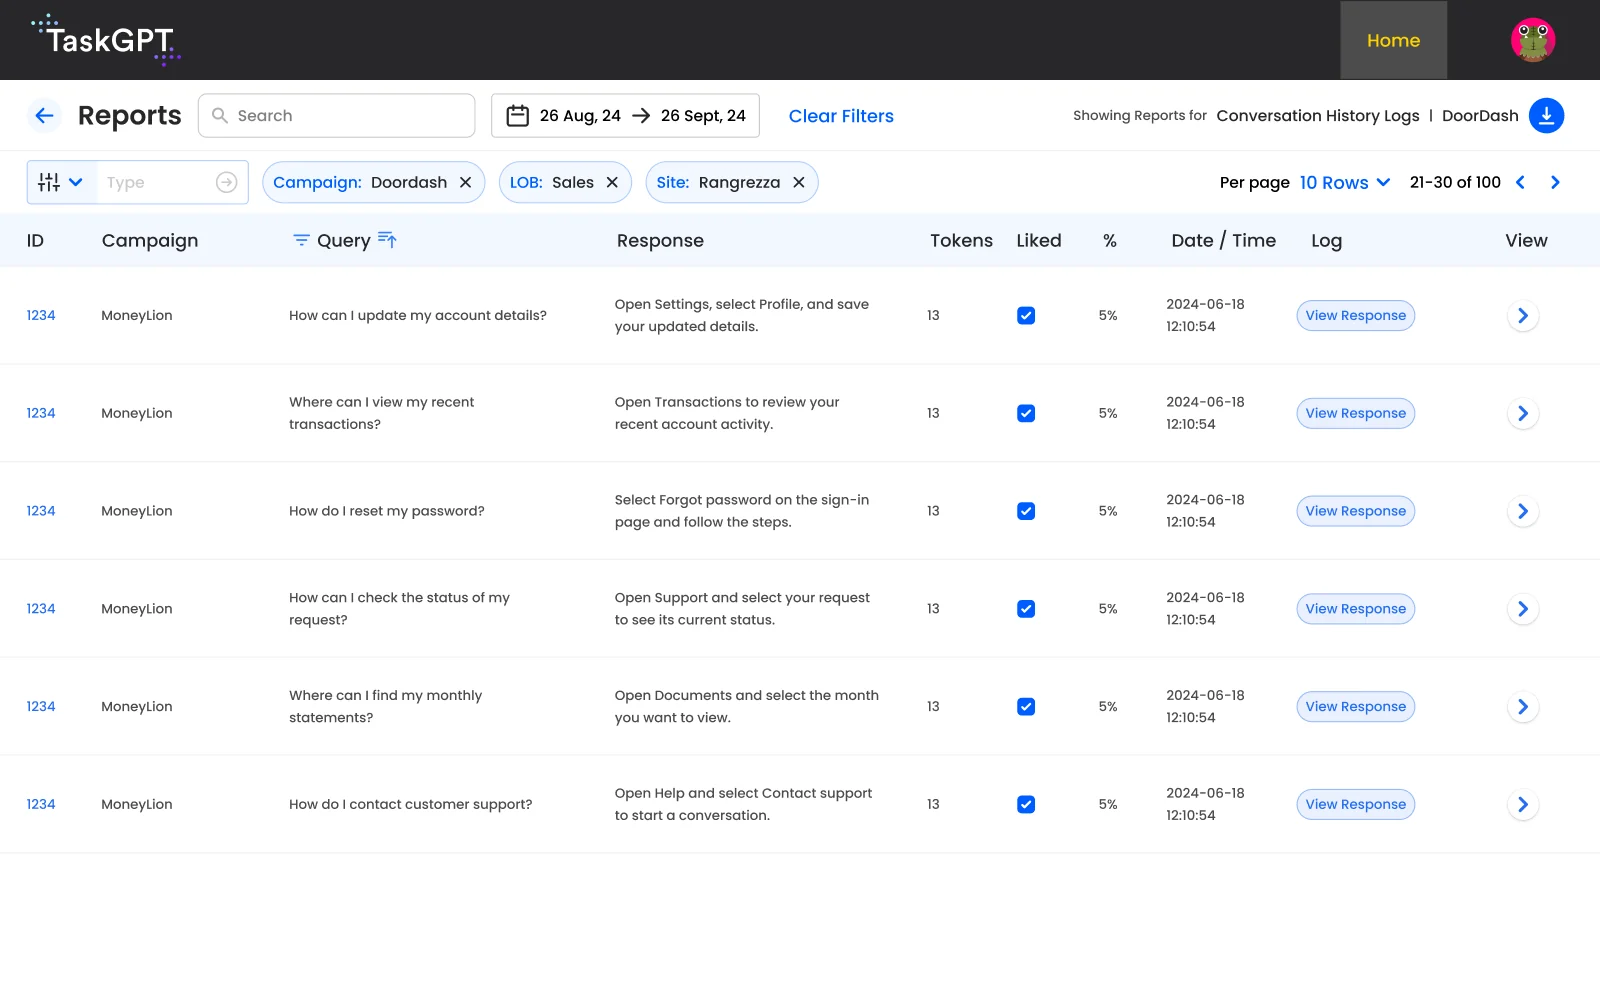 TaskGPT
Home
Reports
Search
26 Aug, 24 → 26 Sept, 24
Clear Filters
Showing Reports for Conversation History Logs | DoorDash
Type
Campaign: Doordash
LOB: Sales
Site: Rangrezza
Per page 10 Rows
21-30 of 100
ID Campaign Query Response Tokens Liked % Date / Time Log View
1234 MoneyLion How can I update my account details? Open Settings, select Profile, and save 13 5% 2024-06-18 View Response
your updated details. 12:10:54
1234 MoneyLion Where can I view my recent Open Transactions to review your 13 5% 2024-06-18 View Response
transactions? recent account activity. 12:10:54
1234 MoneyLion How do I reset my password? Select Forgot password on the sign-in 13 5% 2024-06-18 View Response
page and follow the steps. 12:10:54
1234 MoneyLion How can I check the status of my Open Support and select your request 13 5% 2024-06-18 View Response
request? to see its current status. 12:10:54
1234 MoneyLion Where can I find my monthly Open Documents and select the month 13 5% 2024-06-18 View Response
statements? you want to view. 12:10:54
1234 MoneyLion How do I contact customer support? Open Help and select Contact support 13 5% 2024-06-18 View Response
to start a conversation. 12:10:54